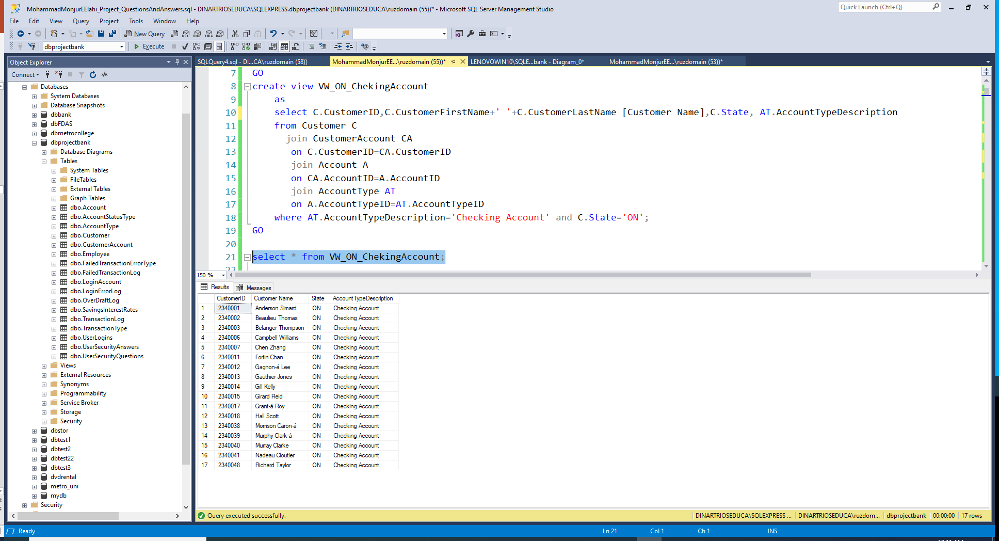 MohammadMonjurEElahi_Project_QuestionsAndAnswers.sql - DINARTRIOSEDUCA\SQLEXPRESS.dbprojectbank (DINARTRIOSEDUCA\ruzdomain (55))* - Microsoft SQL Server Management Studio
Quick Launch (Ctrl+Q)
File Edit View Query Project Tools Window Help
New Query MDX DMX XMLA DAX
dbprojectbank Execute
Object Explorer
Connect
Databases
System Databases
Database Snapshots
dbbank
dbFDAS
dbmetrocollege
dbprojectbank
Database Diagrams
Tables
System Tables
FileTables
External Tables
Graph Tables
dbo.Account
dbo.AccountStatusType
dbo.AccountType
dbo.Customer
dbo.CustomerAccount
dbo.Employee
dbo.FailedTransactionErrorType
dbo.FailedTransactionLog
dbo.LoginAccount
dbo.LoginErrorLog
dbo.OverDraftLog
dbo.SavingsInterestRates
dbo.TransactionLog
dbo.TransactionType
dbo.UserLogins
dbo.UserSecurityAnswers
dbo.UserSecurityQuestions
Views
External Resources
Synonyms
Programmability
Service Broker
Storage
Security
dbstor
dbtest1
dbtest2
dbtest22
dbtest3
dvdrental
metro_uni
mydb
Security
SQLQuery4.sql - DI...CA\ruzdomain (58)) MohammadMonjurEE...\ruzdomain (55))* LENOVOWIN10\SQLE...bank - Diagram_0* MohammadMonjurEE...\ruzdomain (53))*
7 GO
8 create view VW_ON_ChekingAccount
9 as
10 select C.CustomerID,C.CustomerFirstName+' '+C.CustomerLastName [Customer Name],C.State, AT.AccountTypeDescription
11 from Customer C
12 join CustomerAccount CA
13 on C.CustomerID=CA.CustomerID
14 join Account A
15 on CA.AccountID=A.AccountID
16 join AccountType AT
17 on A.AccountTypeID=AT.AccountTypeID
18 where AT.AccountTypeDescription='Checking Account' and C.State='ON';
19 GO
20
21 select * from VW_ON_ChekingAccount;
22
150 %
Results Messages
CustomerID Customer Name State AccountTypeDescription
1 2340001 Anderson Simard ON Checking Account
2 2340002 Beaulieu Thomas ON Checking Account
3 2340003 Belanger Thompson ON Checking Account
4 2340006 Campbell Williams ON Checking Account
5 2340007 Chen Zhang ON Checking Account
6 2340011 Fortin Chan ON Checking Account
7 2340012 Gagnon-á Lee ON Checking Account
8 2340013 Gauthier Jones ON Checking Account
9 2340014 Gill Kelly ON Checking Account
10 2340015 Girard Reid ON Checking Account
11 2340017 Grant-á Roy ON Checking Account
12 2340018 Hall Scott ON Checking Account
13 2340038 Morrison Caron-á ON Checking Account
14 2340039 Murphy Clark-á ON Checking Account
15 2340040 Murray Clarke ON Checking Account
16 2340041 Nadeau Cloutier ON Checking Account
17 2340048 Richard Taylor ON Checking Account
Query executed successfully. DINARTRIOSEDUCA\SQLEXPRESS ... DINARTRIOSEDUCA\ruzdom... dbprojectbank 00:00:00 17 rows
Ready Ln 21 Col 1 Ch 1 INS